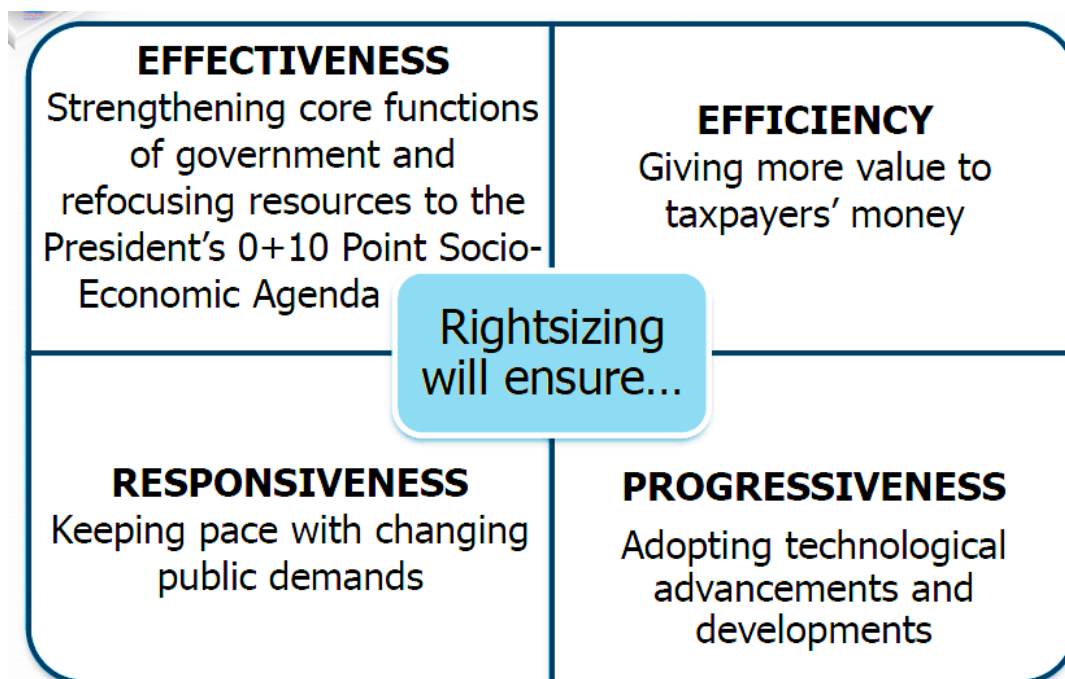 EFFECTIVENESS
Strengthening core functions
of government and
refocusing resources to the
President’s 0+10 Point Socio-
Economic Agenda
EFFICIENCY
Giving more value to
taxpayers’ money
Rightsizing
will ensure...
RESPONSIVENESS
Keeping pace with changing
public demands
PROGRESSIVENESS
Adopting technological
advancements and
developments